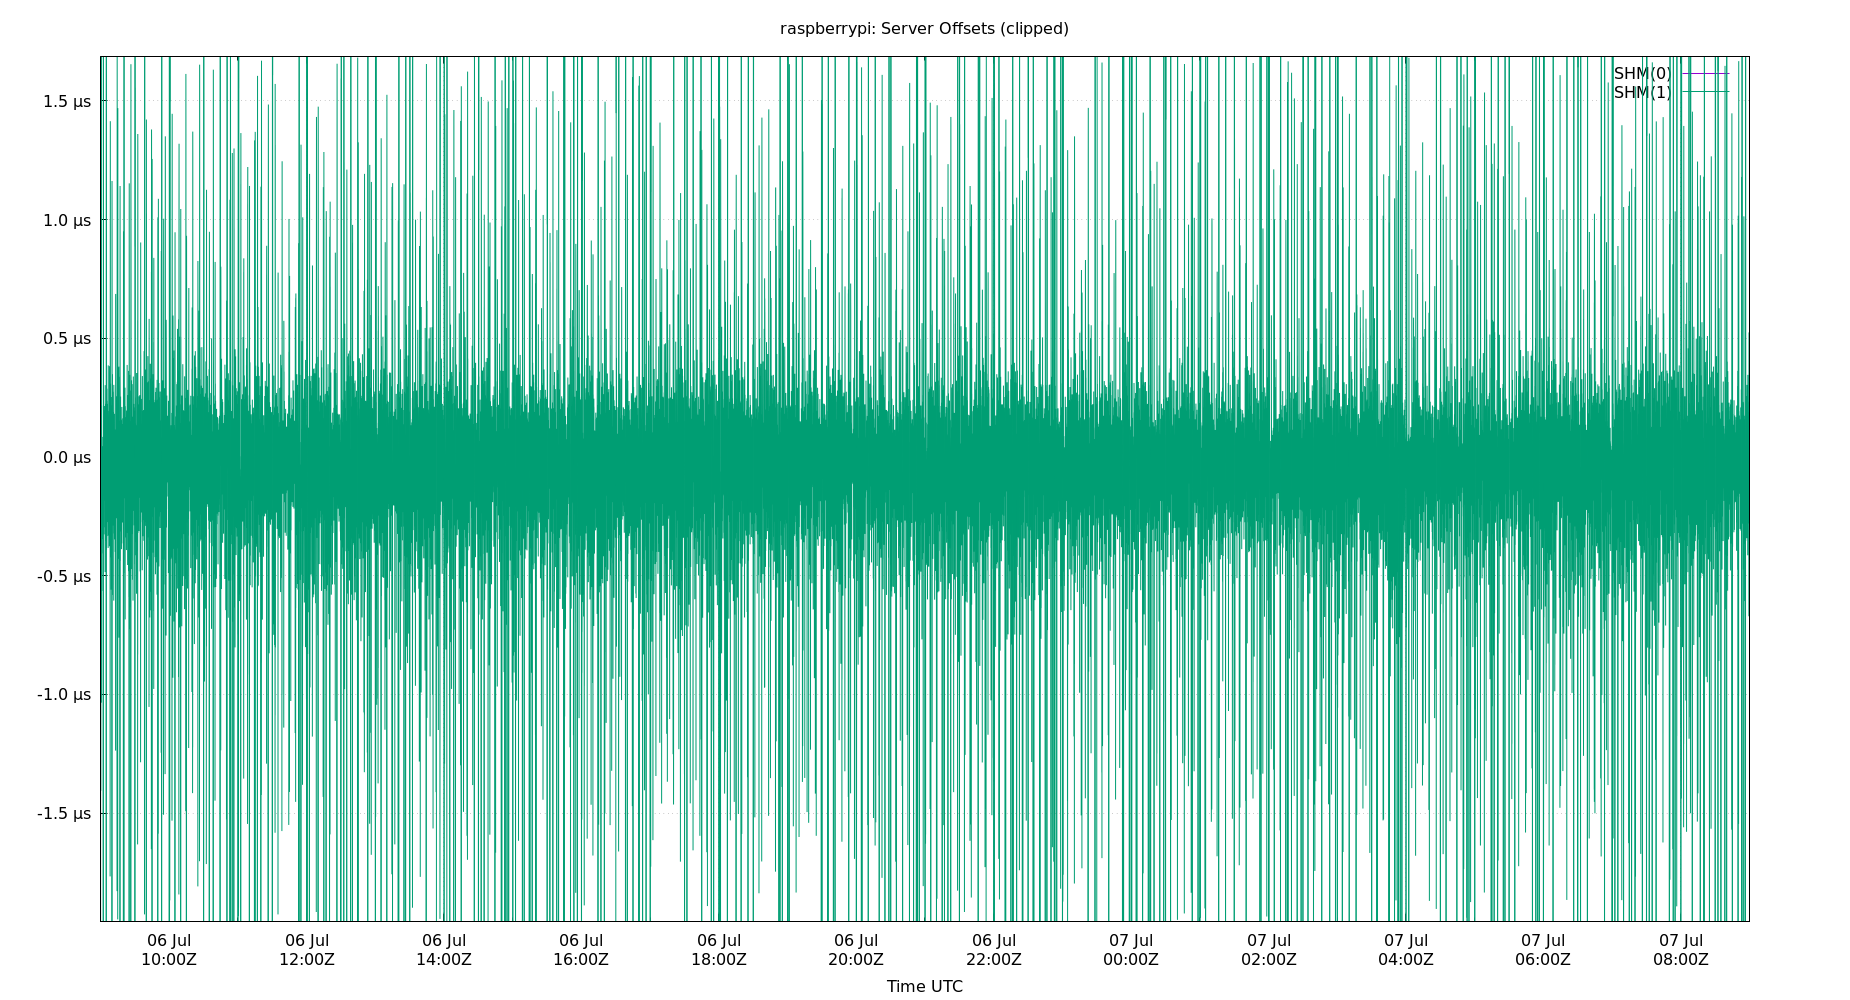 raspberrypi: Server Offsets (clipped)
SHM(0)
SHM(1)
1.5 µs
1.0 µs
0.5 µs
0.0 µs
-0.5 µs
-1.0 µs
-1.5 µs
06 Jul 06 Jul 06 Jul 06 Jul 06 Jul 06 Jul 06 Jul 07 Jul 07 Jul 07 Jul 07 Jul 07 Jul
10:00Z 12:00Z 14:00Z 16:00Z 18:00Z 20:00Z 22:00Z 00:00Z 02:00Z 04:00Z 06:00Z 08:00Z
Time UTC